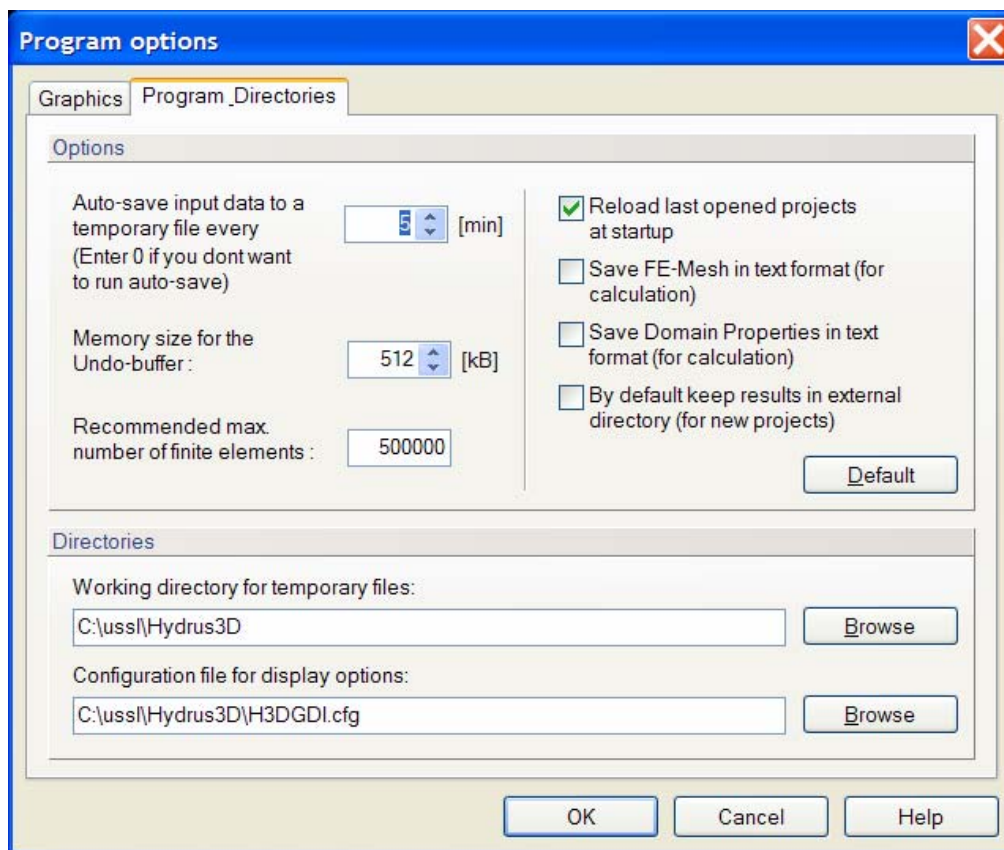 Program options
Graphics
Program_Directories
Options
Auto-save input data to a
temporary file every
(Enter 0 if you dont want
to run auto-save)
5
[min]
Memory size for the
Undo-buffer :
512
[kB]
Recommended max.
number of finite elements :
500000
Reload last opened projects
at startup
Save FE-Mesh in text format (for
calculation)
Save Domain Properties in text
format (for calculation)
By default keep results in external
directory (for new projects)
Default
Directories
Working directory for temporary files:
C:\ussl\Hydrus3D
Browse
Configuration file for display options:
C:\ussl\Hydrus3D\H3DGDI.cfg
Browse
OK
Cancel
Help